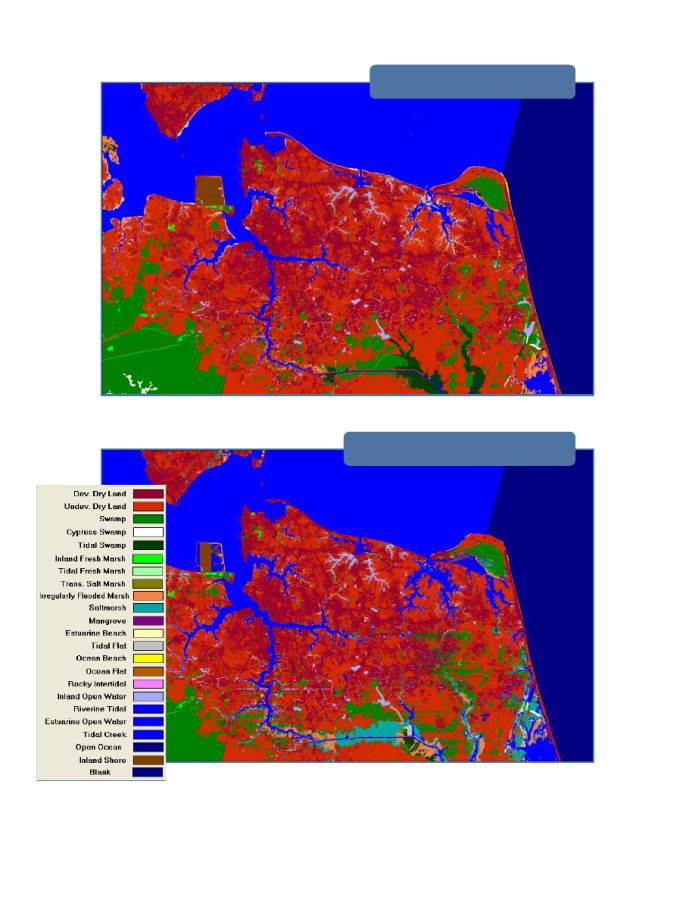 Dev. Dry Land
Undev. Dry Land
Swamp
Cypress Swamp
Tidal Swamp
Inland Fresh Marsh
Tidal Fresh Marsh
Trans. Salt Marsh
Irregularly Flooded Marsh
Saltmarsh
Mangrove
Estuarine Beach
Tidal Flat
Ocean Beach
Ocean Flat
Rocky Intertidal
Inland Open Water
Riverine Tidal
Estuarine Open Water
Tidal Creek
Open Ocean
Inland Shore
Blank